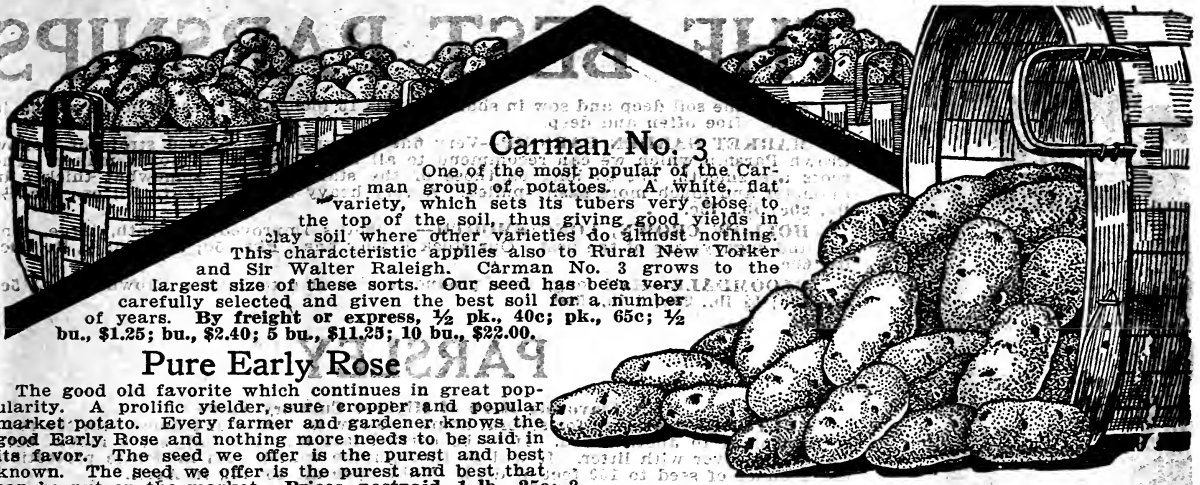 Carman No. 3
One of the most popular of the Car-
man group of potatoes. A white, flat
variety, which sets its tubers very close to
the top of the soil, thus giving good yields in
clay soil where other varieties do almost nothing.
This characteristic applies also to Rural New Yorker
and Sir Walter Raleigh. Carman No. 3 grows to the
largest size of these sorts. Our seed has been very
carefully selected and given the best soil for a number
of years. By freight or express, ½ pk., 40c; pk., 65c; ½
bu., $1.25; bu., $2.40; 5 bu., $11.25; 10 bu., $22.00.
Pure Early Rose
The good old favorite which continues in great pop-
ularity. A prolific yielder, sure cropper and popular
market potato. Every farmer and gardener knows the
good Early Rose and nothing more needs to be said in
its favor. The seed we offer is the purest and best
known. The seed we offer is the purest and best that